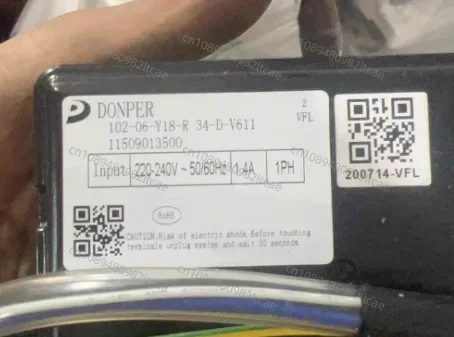 DONPER
2
VFL
102-06-Y18-R 34-D-V611
11509013500
Input 220-240V ~ 50/60Hz 1.4A 1PH
RoHS
CAUTION:Risk of electric shock Before touching
terminals unplug system and wait 30 seconds
200714-VFL